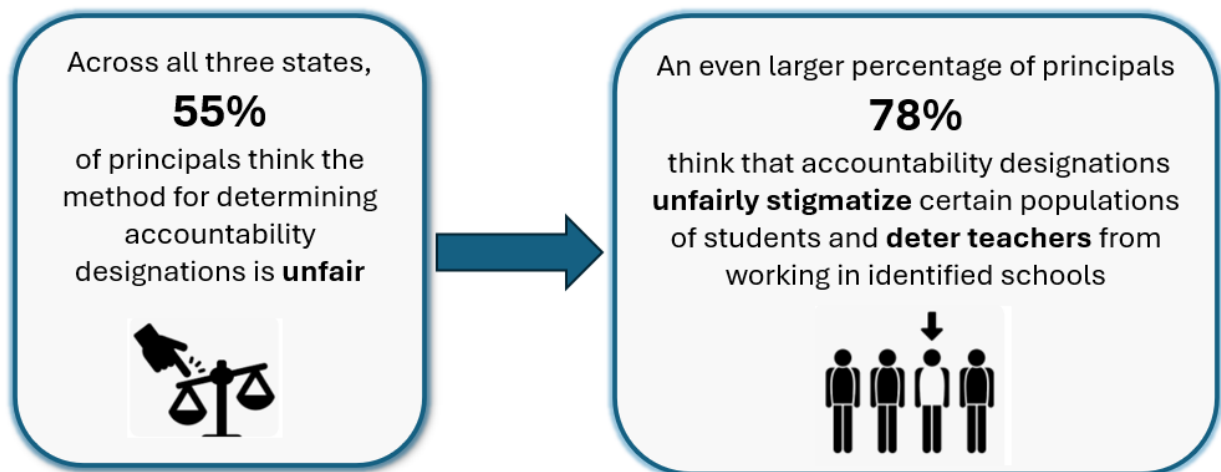 Across all three states,
55%
of principals think the
method for determining
accountability
designations is unfair
An even larger percentage of principals
78%
think that accountability designations
unfairly stigmatize certain populations
of students and deter teachers from
working in identified schools